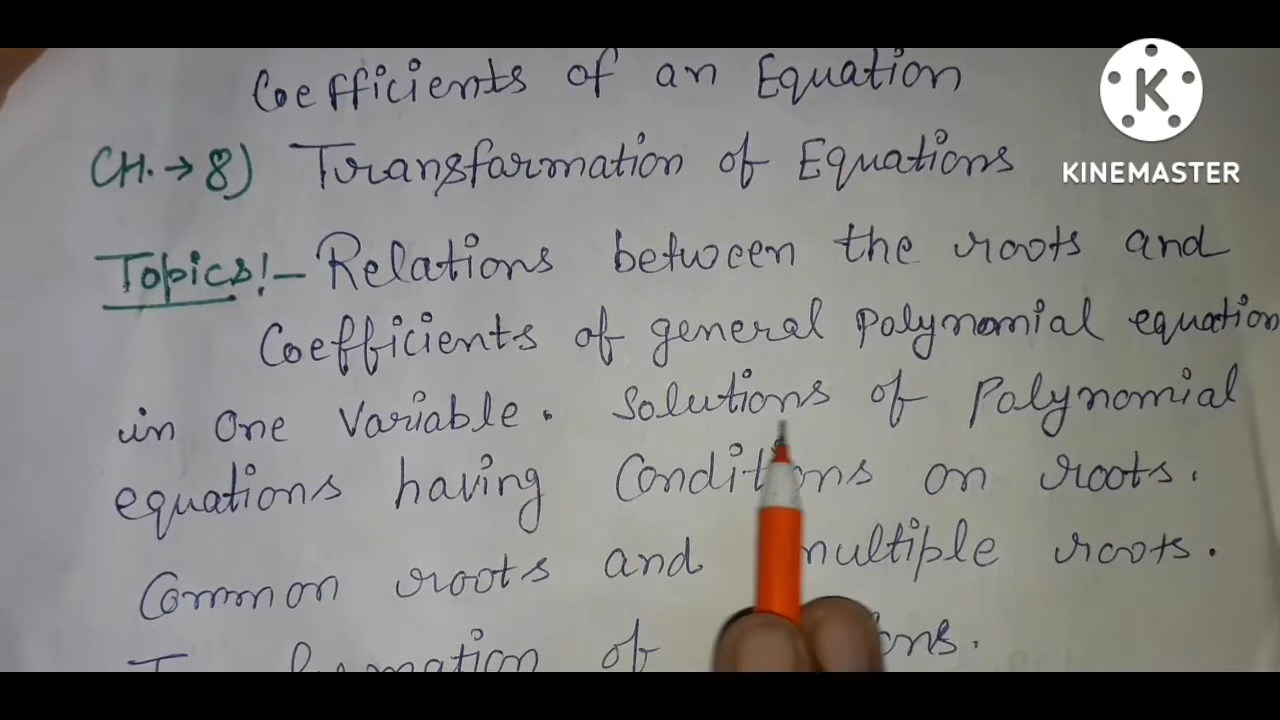 Coefficients of an Equation
CH. → 8) Transformation of Equations
Topics:- Relations between the roots and
Coefficients of general polynomial equation
in One Variable. Solutions of Polynomial
equations having Conditions on roots.
Common roots and multiple roots.
of
K
KINEMASTER